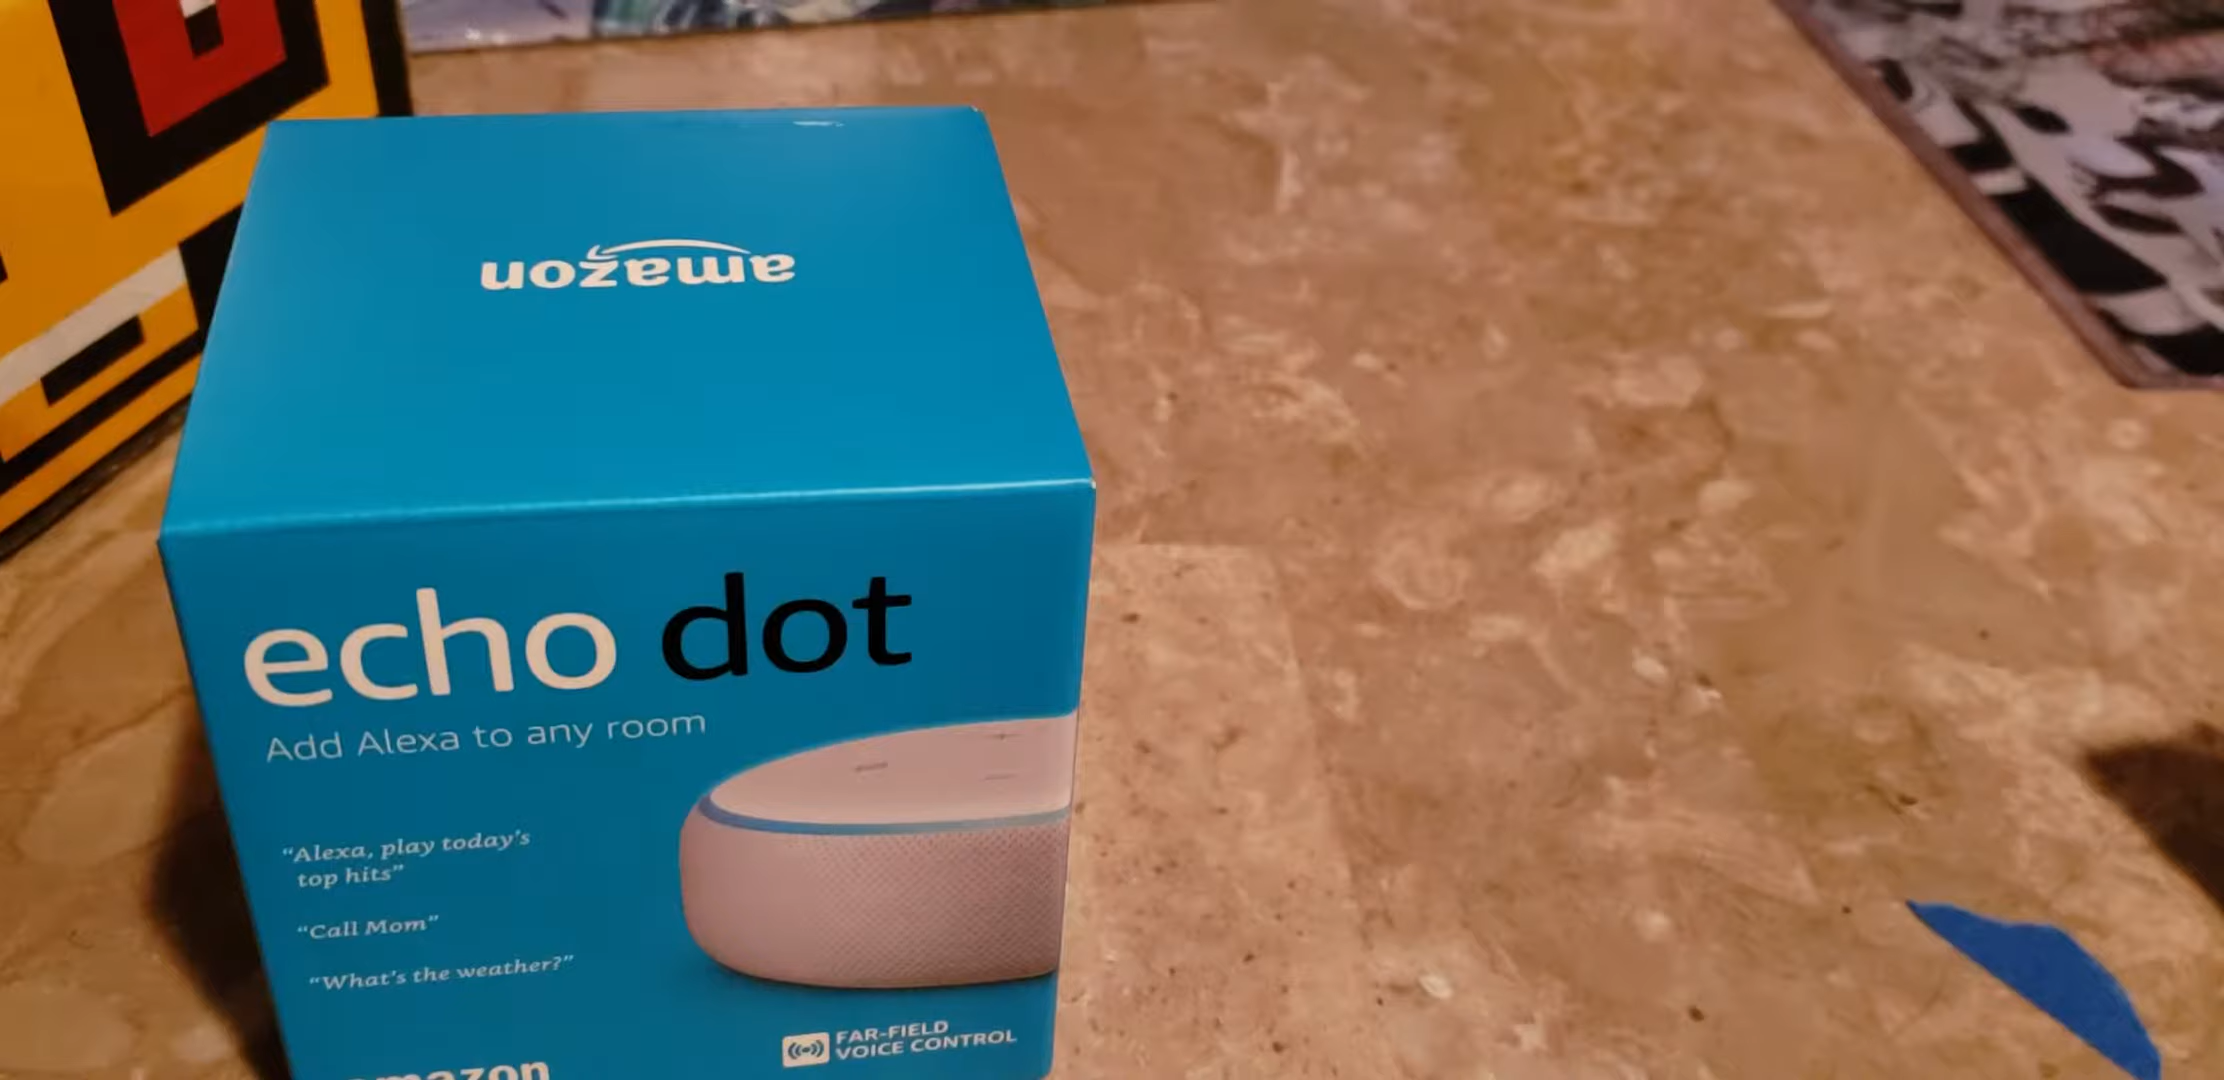 amazon
echo dot
Add Alexa to any room
“Alexa, play today’s
top hits”
“Call Mom”
“What’s the weather?”
FAR-FIELD
VOICE CONTROL
amazon